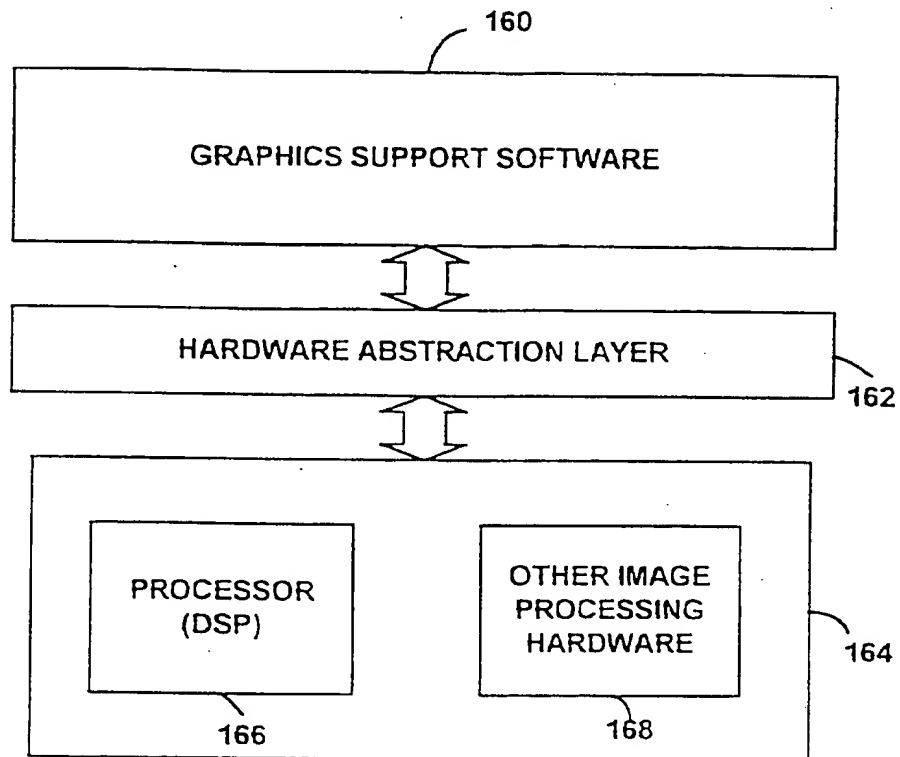 160
GRAPHICS SUPPORT SOFTWARE
HARDWARE ABSTRACTION LAYER
162
PROCESSOR
(DSP)
OTHER IMAGE
PROCESSING
HARDWARE
164
166
168